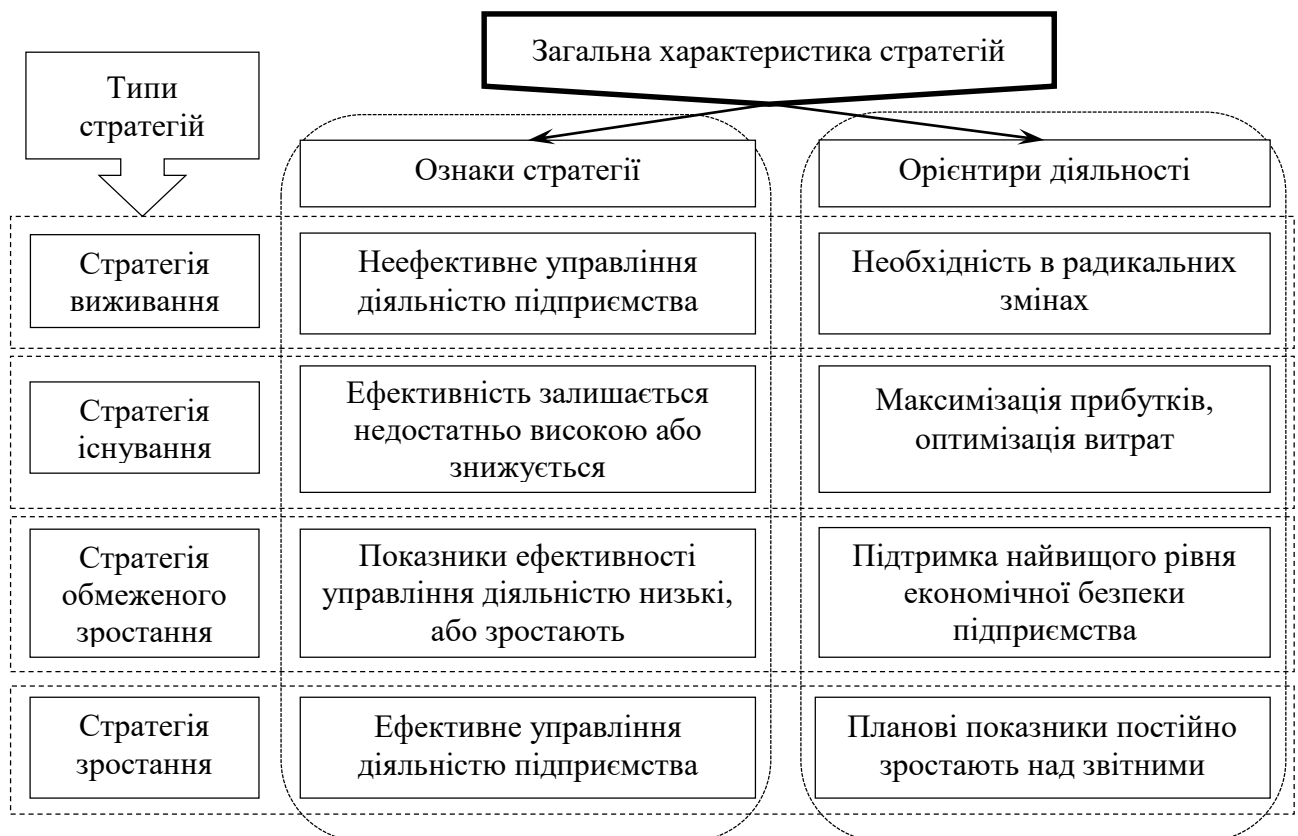 Загальна характеристика стратегій
Типи
стратегій
Ознаки стратегії
Орієнтири діяльності
Стратегія
виживання
Неефективне управління
діяльністю підприємства
Необхідність в радикальних
змінах
Стратегія
існування
Ефективність залишається
недостатньо високою або
знижується
Максимізація прибутків,
оптимізація витрат
Стратегія
обмеженого
зростання
Показники ефективності
управління діяльністю низькі,
або зростають
Підтримка найвищого рівня
економічної безпеки
підприємства
Стратегія
зростання
Ефективне управління
діяльністю підприємства
Планові показники постійно
зростають над звітними